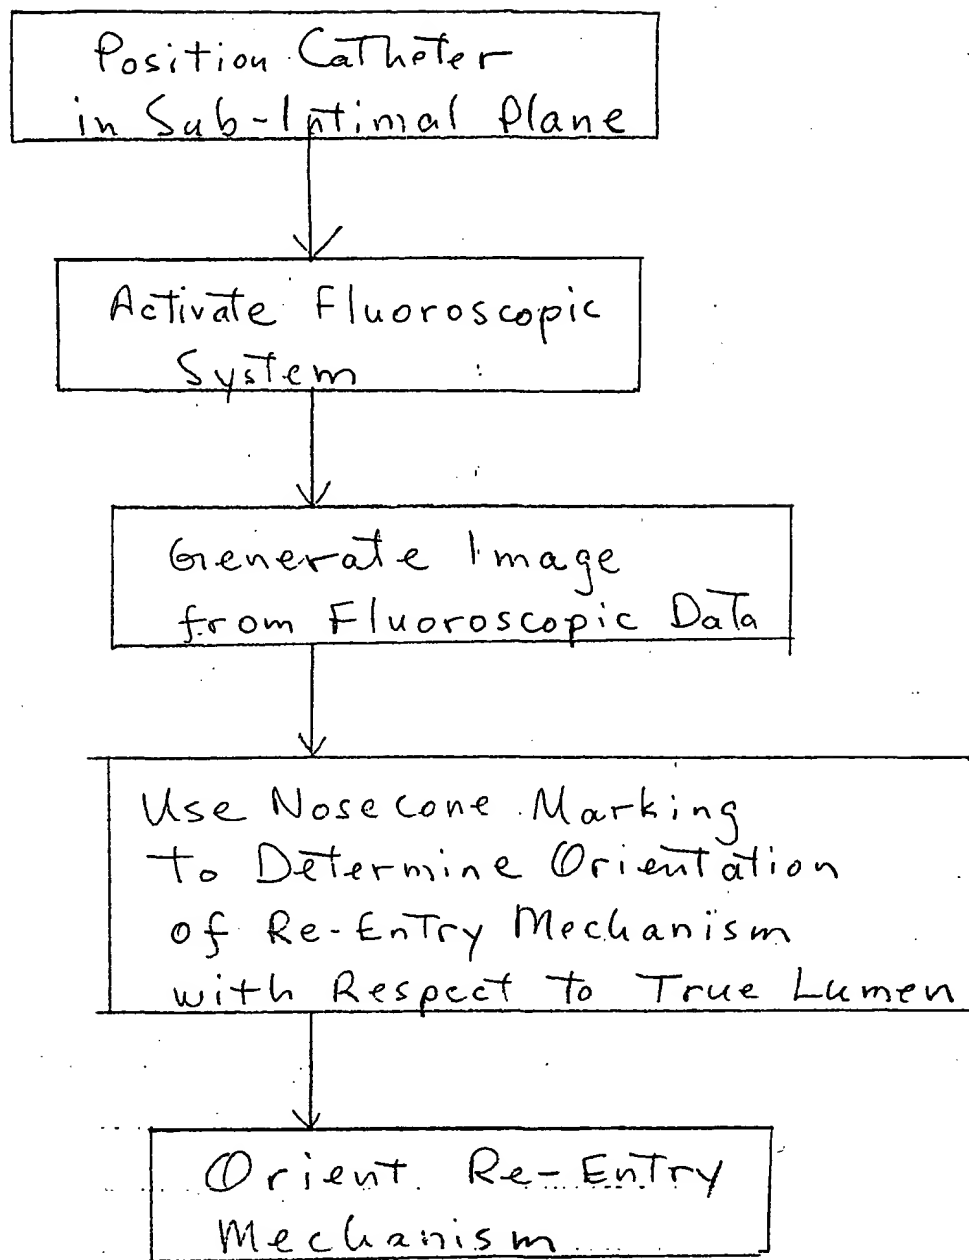 Position Catheter
in Sub-Intimal Plane
Activate Fluoroscopic
System
Generate Image
from Fluoroscopic Data
Use Nosecone Marking
to Determine Orientation
of Re-Entry Mechanism
with Respect to True Lumen
Orient Re-Entry
Mechanism